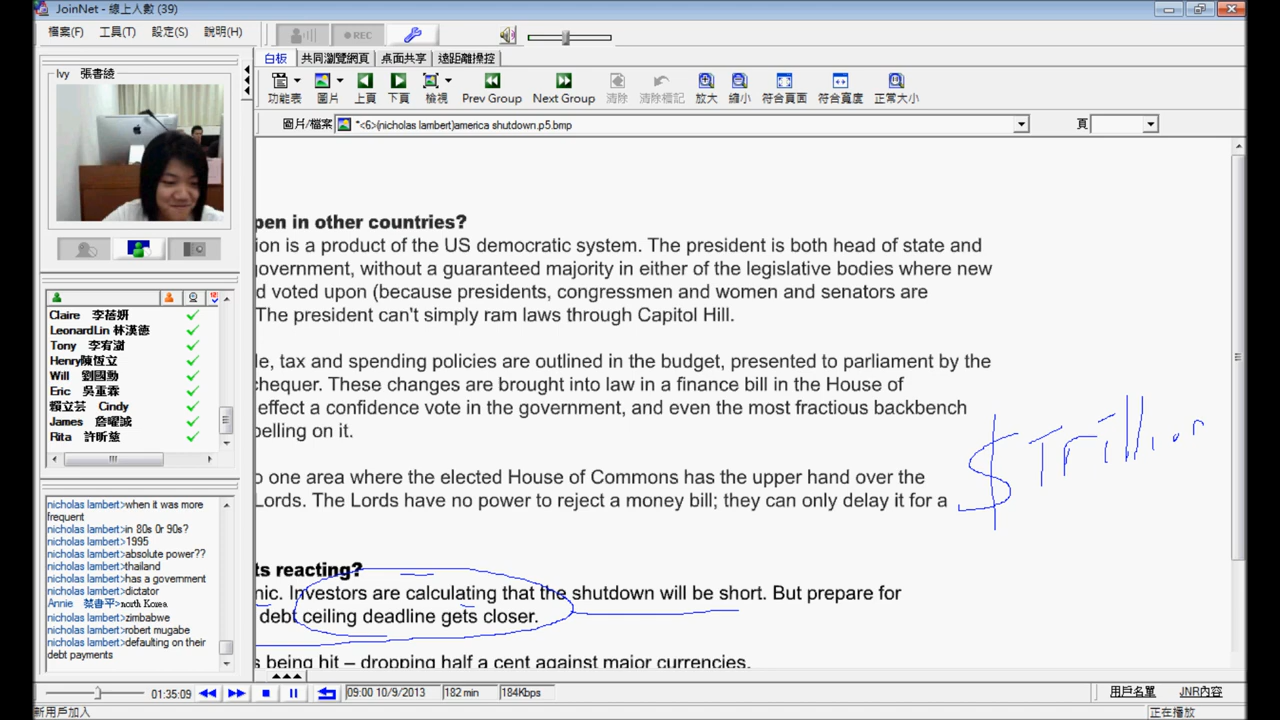 JoinNet - 線上人數 (39)
檔案(F) 工具(T) 設定(S) 說明(H)
REC
Ivy 張書綾
白板 共同瀏覽網頁 桌面共享 遠距離操控
功能表 圖片 上頁 下頁 檢視 Prev Group Next Group 清除 清除標記 放大 縮小 符合頁面 符合寬度 正常大小
圖片/檔案 *<6>(nicholas lambert)america shutdown.p5.bmp 頁
pen in other countries?
ion is a product of the US democratic system. The president is both head of state and
government, without a guaranteed majority in either of the legislative bodies where new
d voted upon (because presidents, congressmen and women and senators are
The president can't simply ram laws through Capitol Hill.
le, tax and spending policies are outlined in the budget, presented to parliament by the
chequer. These changes are brought into law in a finance bill in the House of
effect a confidence vote in the government, and even the most fractious backbench
belling on it.
o one area where the elected House of Commons has the upper hand over the
Lords. The Lords have no power to reject a money bill; they can only delay it for a
$ Trillion
ts reacting?
nic. Investors are calculating that the shutdown will be short. But prepare for
debt ceiling deadline gets closer.
s being hit – dropping half a cent against major currencies.
Claire 李蓓妍
LeonardLin 林漢德
Tony 李宥澍
Henry陳恆立
Will 劉國勳
Eric 吳重霖
賴立芸 Cindy
James 詹曜誠
Rita 許昕慈
nicholas lambert>when it was more
frequent
nicholas lambert>in 80s 0r 90s?
nicholas lambert>1995
nicholas lambert>absolute power??
nicholas lambert>thailand
nicholas lambert>has a government
nicholas lambert>dictator
Annie 蔡書平>north Korea
nicholas lambert>zimbabwe
nicholas lambert>robert mugabe
nicholas lambert>defaulting on their
debt payments
01:35:09 09:00 10/9/2013 182 min 184Kbps 用戶名單 JNR內容
新用戶加入 正在播放